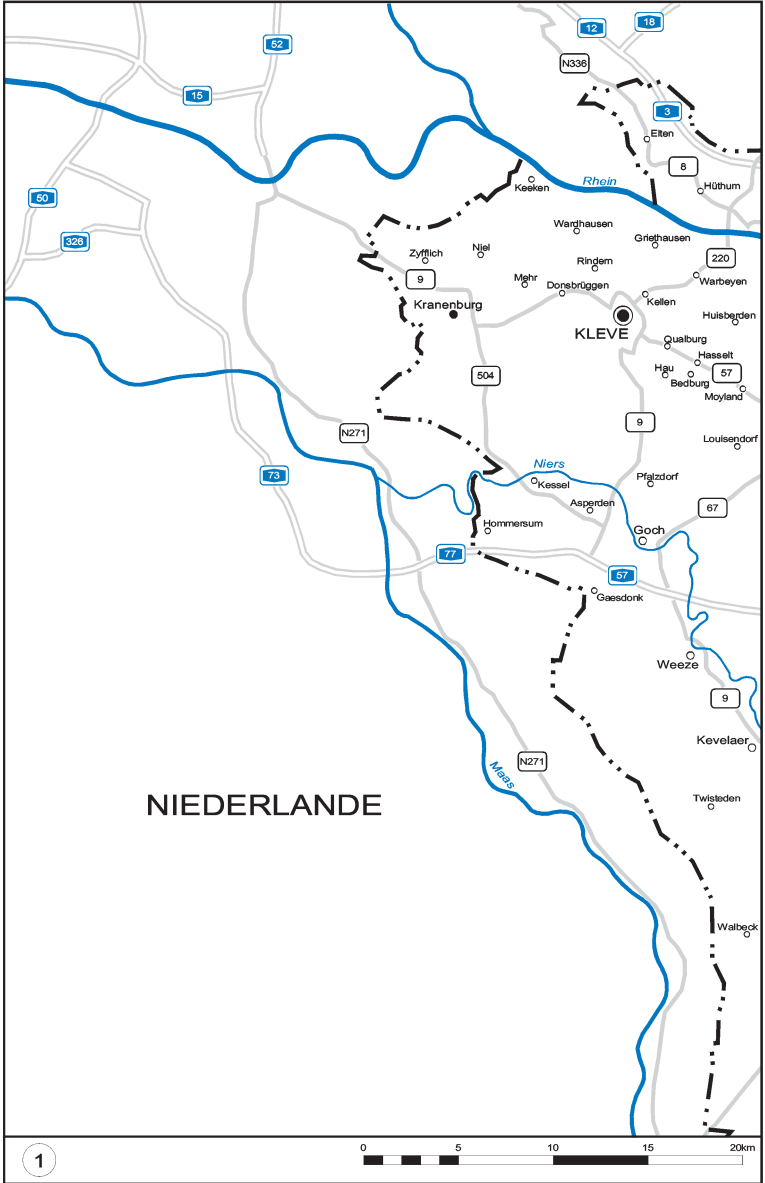 18
12
52
N336
15
3
Elten
8
Rhein
Keeken
Hüthum
50
Wardhausen
326
Griethausen
Niel
Zyfflich
220
Rindern
9
Mehr
Donsbrüggen
Warbeyen
Kellen
Kranenburg
Huisberden
KLEVE
Qualburg
Hasselt
Hau
57
504
Bedburg
Moyland
9
N271
Louisendorf
Niers
73
Pfalzdorf
Kessel
Asperden
67
Hommersum
Goch
77
57
Gaesdonk
Weeze
9
Kevelaer
N271
Maas
Twisteden
NIEDERLANDE
Walbeck
0 5 10 15 20km
1